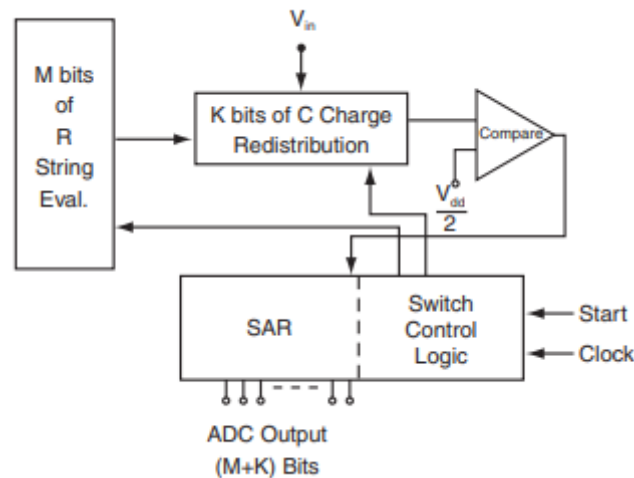 V_in
M bits
of
R
String
Eval.
K bits of C Charge
Redistribution
Compare
V_dd
2
SAR
Switch
Control
Logic
Start
Clock
ADC Output
(M+K) Bits